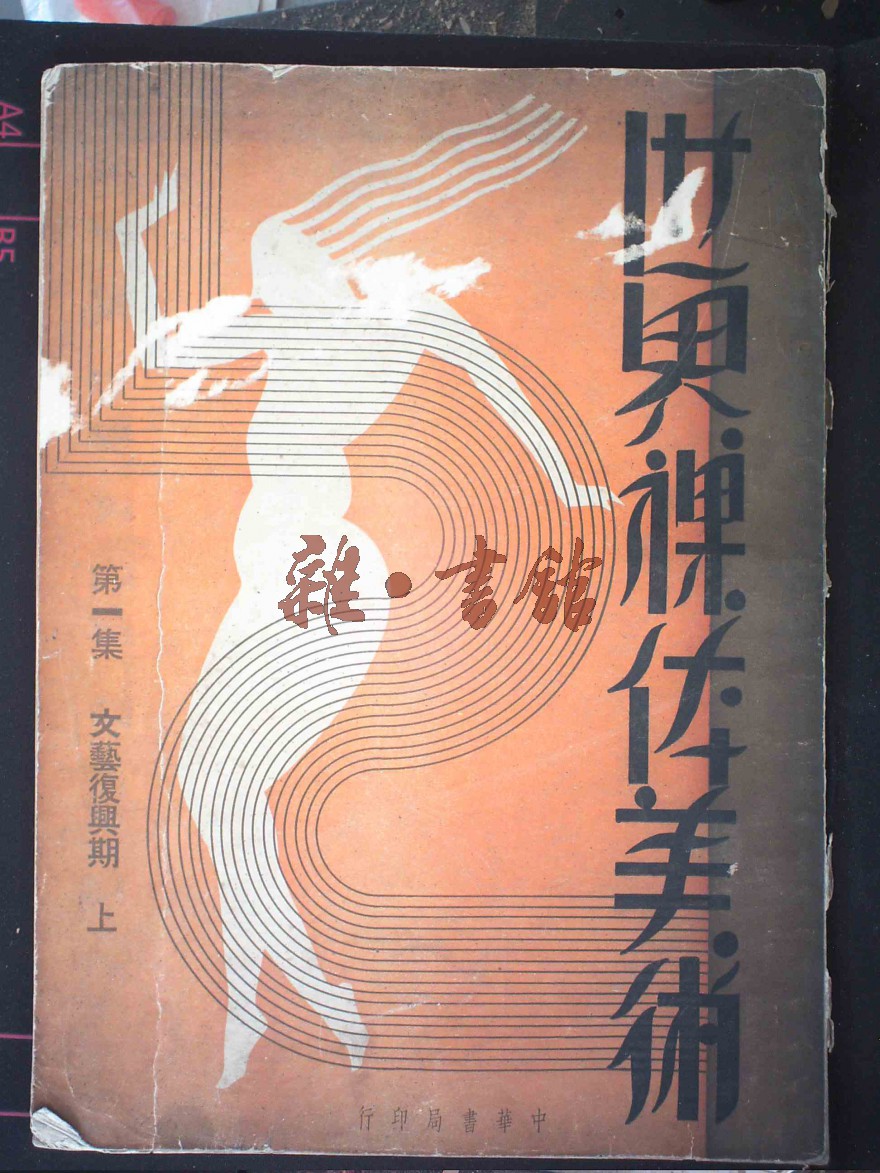 世界裸体美術
第一集 文藝復興期 上
中華書局印行
雜·書館
A4
B5